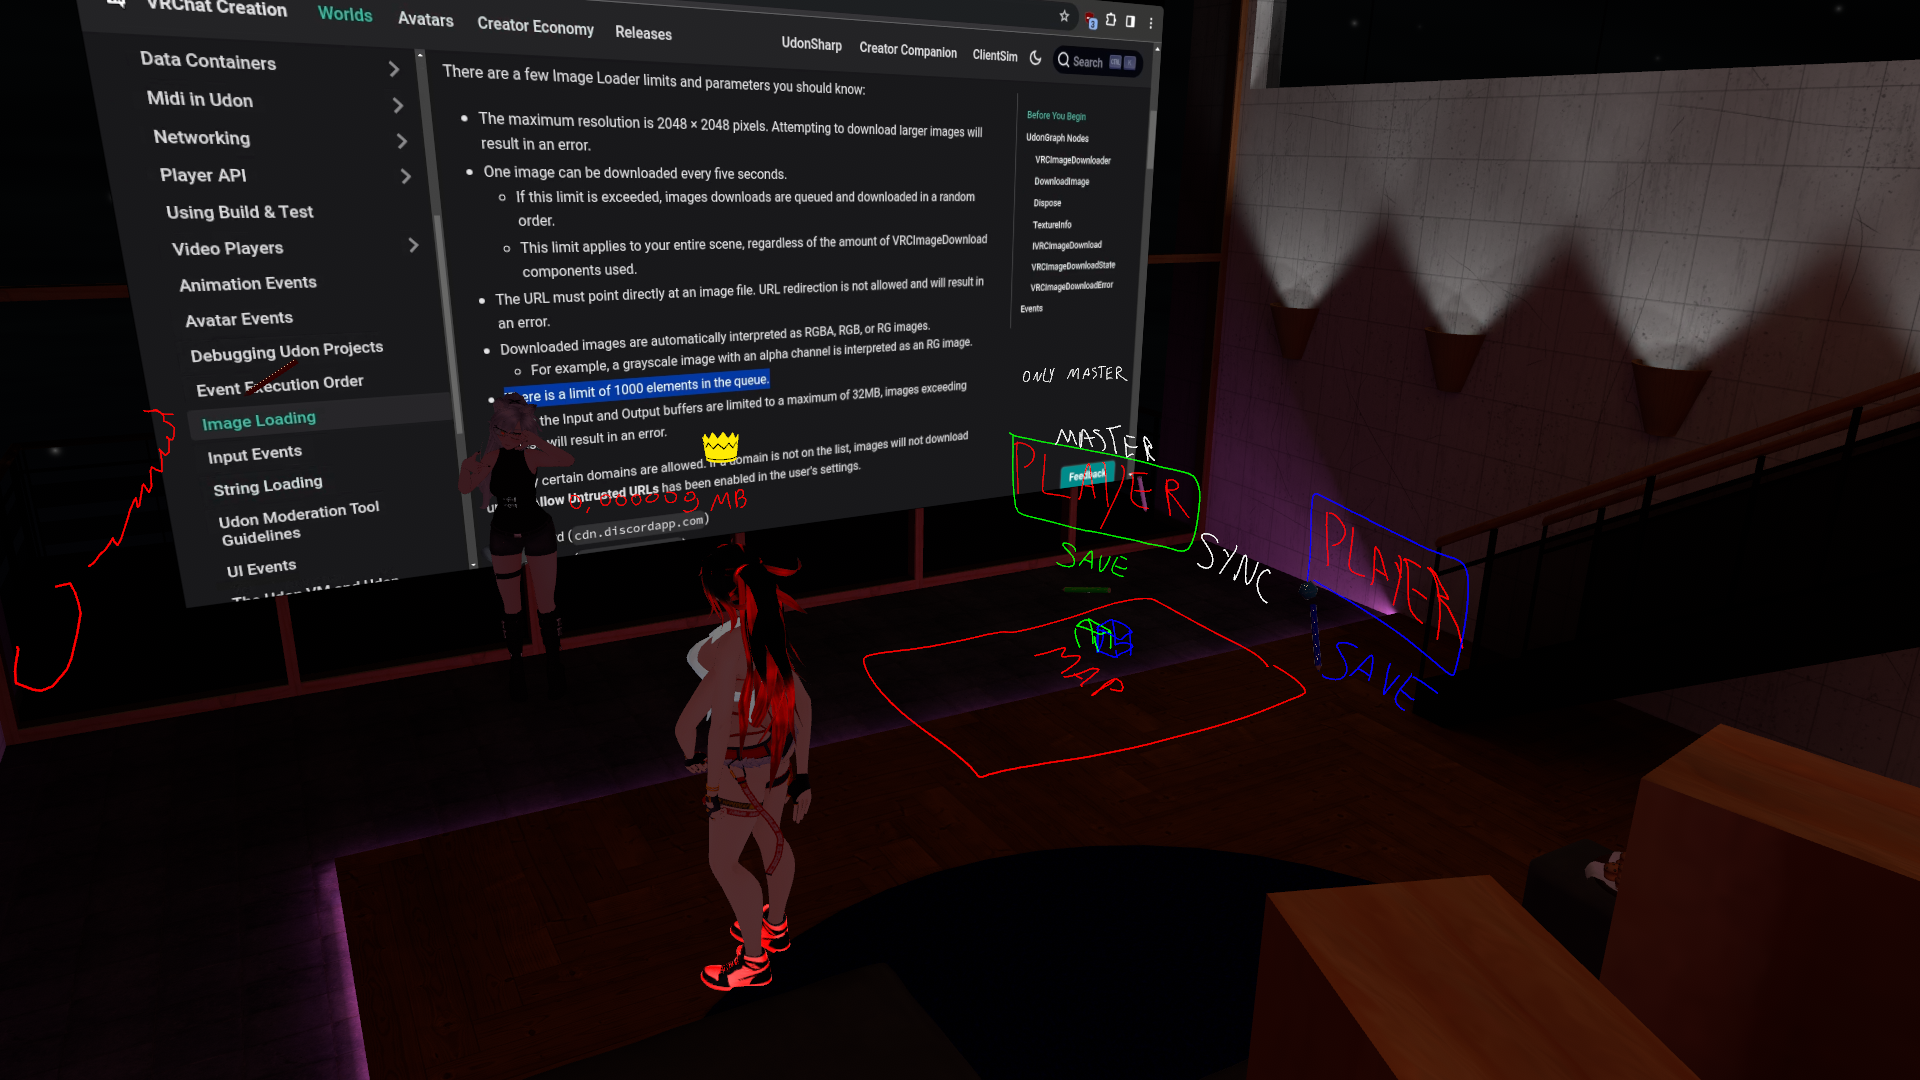 VRChat Creation
Worlds
Avatars
Creator Economy
Releases
UdonSharp
Creator Companion
ClientSim
Search
Data Containers
Midi in Udon
Networking
Player API
Using Build & Test
Video Players
Animation Events
Avatar Events
Debugging Udon Projects
Event Execution Order
Image Loading
Input Events
String Loading
Udon Moderation Tool
Guidelines
UI Events
There are a few Image Loader limits and parameters you should know:
The maximum resolution is 2048 × 2048 pixels. Attempting to download larger images will
result in an error.
One image can be downloaded every five seconds.
If this limit is exceeded, images downloads are queued and downloaded in a random
order.
This limit applies to your entire scene, regardless of the amount of VRCImageDownload
components used.
The URL must point directly at an image file. URL redirection is not allowed and will result in
an error.
Downloaded images are automatically interpreted as RGBA, RGB, or RG images.
For example, a grayscale image with an alpha channel is interpreted as an RG image.
is a limit of 1000 elements in the queue.
the Input and Output buffers are limited to a maximum of 32MB, images exceeding
will result in an error.
certain domains are allowed. If a domain is not on the list, images will not download
Allow Untrusted URLs has been enabled in the user's settings.
(cdn.discordapp.com)
Before You Begin
UdonGraph Nodes
VRCImageDownloader
DownloadImage
Dispose
TextureInfo
IVRCImageDownload
VRCImageDownloadState
VRCImageDownloadError
Events
Feedback
ONLY MASTER
MASTER
PLAYER
SAVE
SYNC
PLAYER
SAVE
MAP
MB